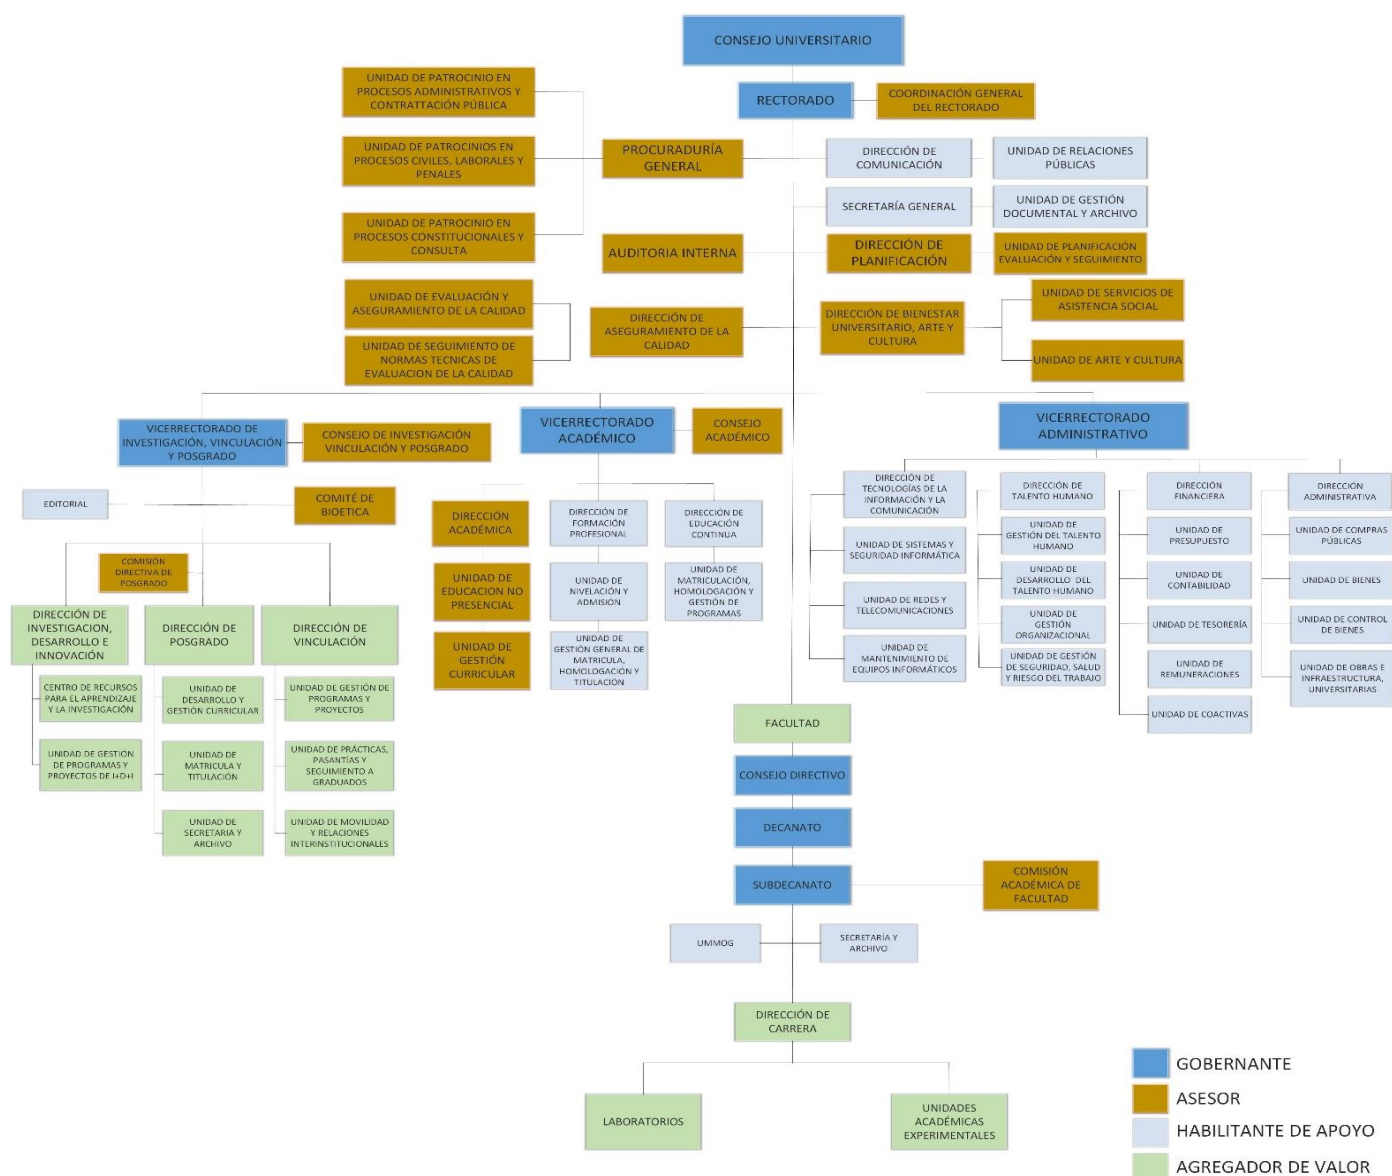 CONSEJO UNIVERSITARIO
RECTORADO
COORDINACIÓN GENERAL
DEL RECTORADO
UNIDAD DE PATROCINIO EN
PROCESOS ADMINISTRATIVOS Y
CONTRATTACIÓN PÚBLICA
UNIDAD DE PATROCINIOS EN
PROCESOS CIVILES, LABORALES Y
PENALES
UNIDAD DE PATROCINIO EN
PROCESOS CONSTITUCIONALES Y
CONSULTA
PROCURADURÍA
GENERAL
DIRECCIÓN DE
COMUNICACIÓN
UNIDAD DE RELACIONES
PÚBLICAS
SECRETARÍA GENERAL
UNIDAD DE GESTIÓN
DOCUMENTAL Y ARCHIVO
AUDITORIA INTERNA
DIRECCIÓN DE
PLANIFICACIÓN
UNIDAD DE PLANIFICACIÓN
EVALUACIÓN Y SEGUIMIENTO
UNIDAD DE EVALUACIÓN Y
ASEGURAMIENTO DE LA CALIDAD
UNIDAD DE SEGUIMIENTO DE
NORMAS TECNICAS DE
EVALUACION DE LA CALIDAD
DIRECCIÓN DE
ASEGURAMIENTO DE LA
CALIDAD
DIRECCIÓN DE BIENESTAR
UNIVERSITARIO, ARTE Y
CULTURA
UNIDAD DE SERVICIOS DE
ASISTENCIA SOCIAL
UNIDAD DE ARTE Y CULTURA
VICERRECTORADO DE
INVESTIGACIÓN, VINCULACIÓN
Y POSGRADO
CONSEJO DE INVESTIGACIÓN
VINCULACIÓN Y POSGRADO
VICERRECTORADO
ACADÉMICO
CONSEJO
ACADÉMICO
VICERRECTORADO
ADMINISTRATIVO
EDITORIAL
COMITÉ DE
BIOETICA
COMISIÓN
DIRECTIVA DE
POSGRADO
DIRECCIÓN DE
INVESTIGACION,
DESARROLLO E
INNOVACIÓN
CENTRO DE RECURSOS
PARA EL APRENDIZAJE
Y LA INVESTIGACIÓN
UNIDAD DE GESTIÓN
DE PROGRAMAS Y
PROYECTOS DE I+D+I
DIRECCIÓN DE
POSGRADO
UNIDAD DE
DESARROLLO Y
GESTIÓN CURRICULAR
UNIDAD DE
MATRICULA Y
TITULACIÓN
UNIDAD DE
SECRETARIA Y
ARCHIVO
DIRECCIÓN DE
VINCULACIÓN
UNIDAD DE GESTIÓN DE
PROGRAMAS Y
PROYECTOS
UNIDAD DE PRÁCTICAS,
PASANTÍAS Y
SEGUIMIENTO A
GRADUADOS
UNIDAD DE MOVILIDAD
Y RELACIONES
INTERINSTITUCIONALES
DIRECCIÓN
ACADÉMICA
UNIDAD DE
EDUCACION NO
PRESENCIAL
UNIDAD DE
GESTIÓN
CURRICULAR
DIRECCIÓN DE
FORMACIÓN
PROFESIONAL
UNIDAD DE
NIVELACIÓN Y
ADMISIÓN
UNIDAD DE
GESTIÓN GENERAL DE
MATRICULA,
HOMOLOGACIÓN Y
TITULACIÓN
DIRECCIÓN DE
EDUCACIÓN
CONTINUA
UNIDAD DE
MATRICULACIÓN,
HOMOLOGACIÓN Y
GESTIÓN DE
PROGRAMAS
DIRECCIÓN DE
TECNOLOGÍAS DE LA
INFORMACIÓN Y LA
COMUNICACIÓN
UNIDAD DE SISTEMAS Y
SEGURIDAD INFORMÁTICA
UNIDAD DE REDES Y
TELECOMUNICACIONES
UNIDAD DE
MANTENIMIENTO DE
EQUIPOS INFORMÁTICOS
DIRECCIÓN DE
TALENTO HUMANO
UNIDAD DE
GESTIÓN DEL TALENTO
HUMANO
UNIDAD DE
DESARROLLO DEL
TALENTO HUMANO
UNIDAD DE
GESTIÓN
ORGANIZACIONAL
UNIDAD DE GESTIÓN
DE SEGURIDAD, SALUD
Y RIESGO DEL TRABAJO
DIRECCIÓN
FINANCIERA
UNIDAD DE
PRESUPUESTO
UNIDAD DE
CONTABILIDAD
UNIDAD DE TESORERÍA
UNIDAD DE
REMUNERACIONES
UNIDAD DE COACTIVAS
DIRECCIÓN
ADMINISTRATIVA
UNIDAD DE COMPRAS
PÚBLICAS
UNIDAD DE BIENES
UNIDAD DE CONTROL
DE BIENES
UNIDAD DE OBRAS E
INFRAESTRUCTURA,
UNIVERSITARIAS
FACULTAD
CONSEJO DIRECTIVO
DECANATO
SUBDECANATO
COMISIÓN
ACADÉMICA DE
FACULTAD
UMMOG
SECRETARÍA Y
ARCHIVO
DIRECCIÓN DE
CARRERA
LABORATORIOS
UNIDADES
ACADÉMICAS
EXPERIMENTALES
GOBERNANTE
ASESOR
HABILITANTE DE APOYO
AGREGADOR DE VALOR